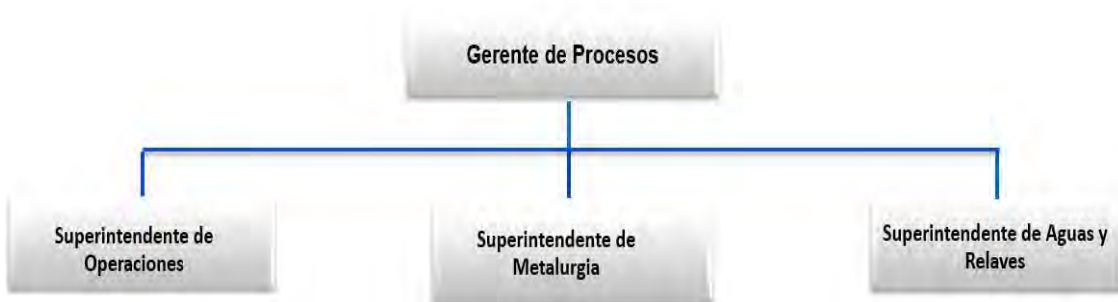 Gerente de Procesos
Superintendente de
Operaciones
Superintendente de
Metalurgia
Superintendente de Aguas y
Relaves